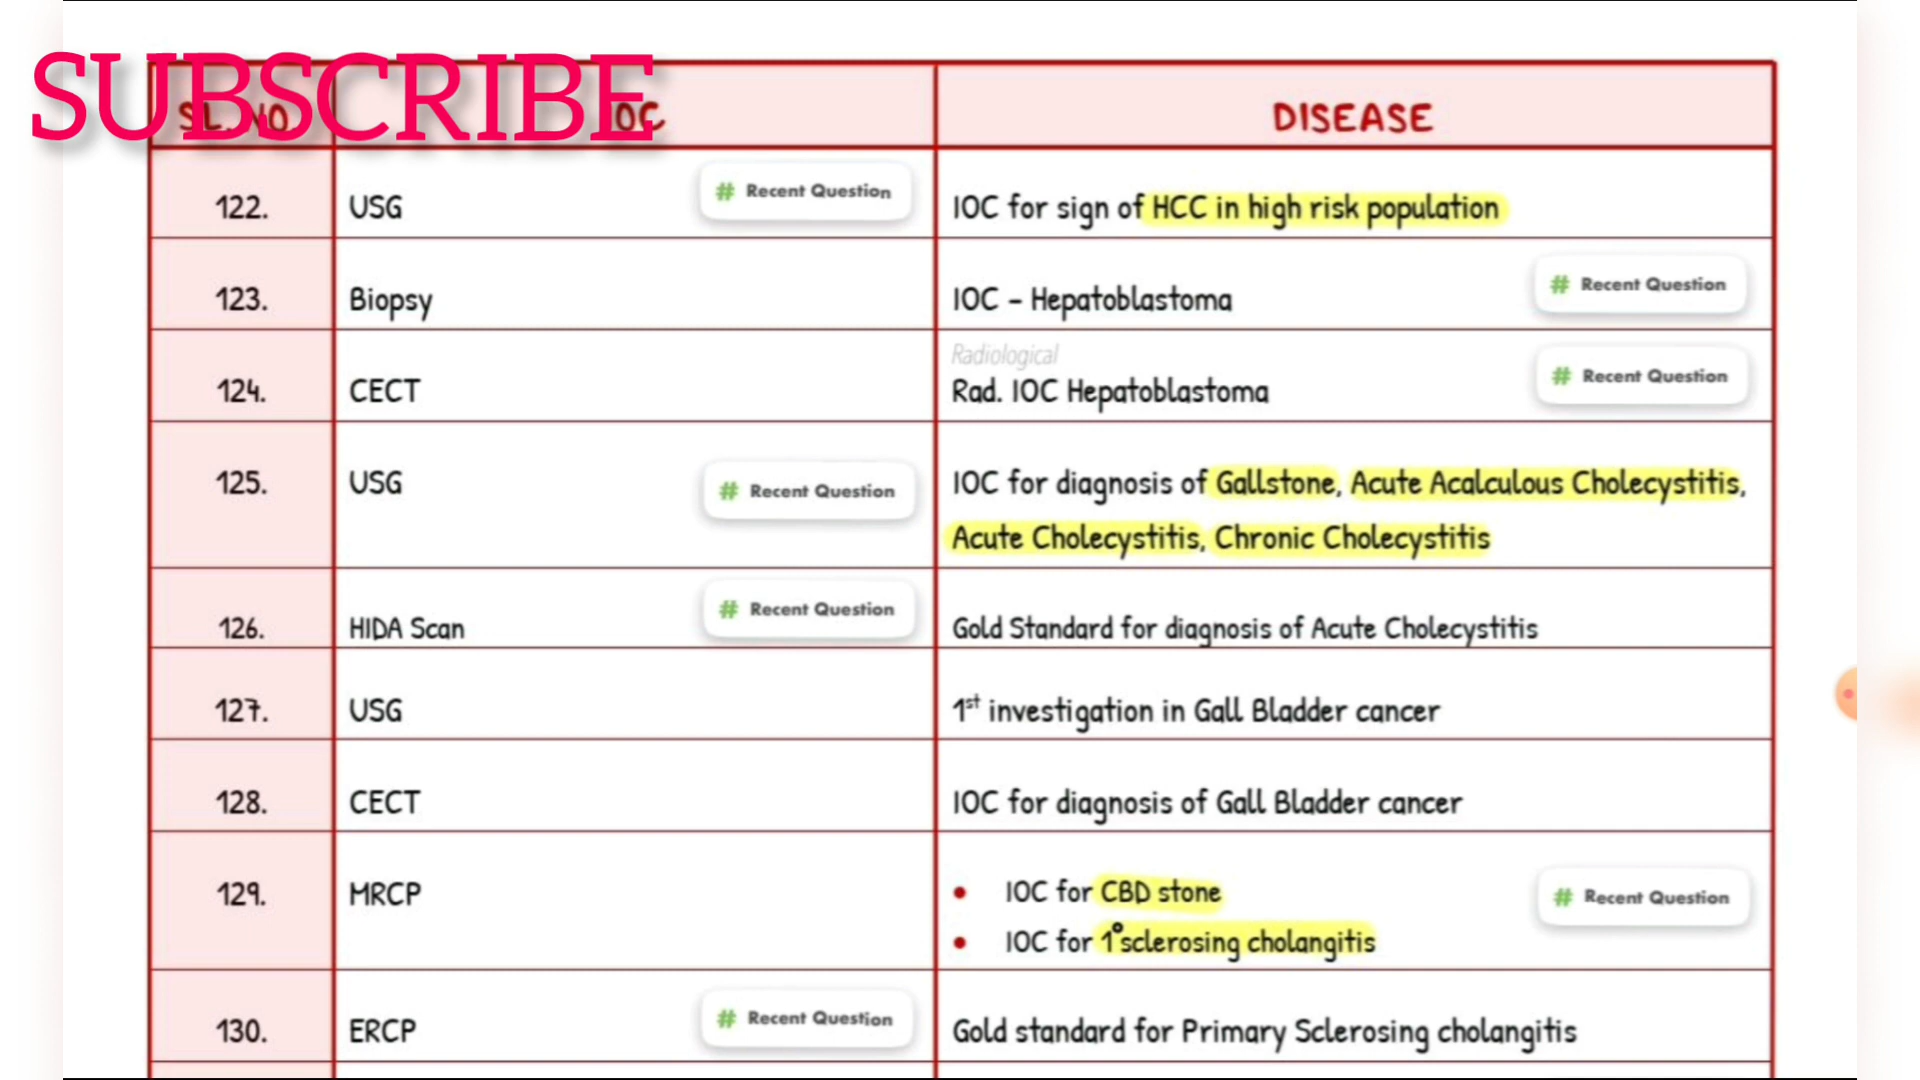 SUBSCRIBE
SL. NO. IOC DISEASE
122. USG # Recent Question IOC for sign of HCC in high risk population
123. Biopsy IOC – Hepatoblastoma # Recent Question
Radiological
124. CECT Rad. IOC Hepatoblastoma # Recent Question
125. USG # Recent Question IOC for diagnosis of Gallstone, Acute Acalculous Cholecystitis,
Acute Cholecystitis, Chronic Cholecystitis
126. HIDA Scan # Recent Question Gold Standard for diagnosis of Acute Cholecystitis
127. USG 1st investigation in Gall Bladder cancer
128. CECT IOC for diagnosis of Gall Bladder cancer
129. MRCP • IOC for CBD stone # Recent Question
• IOC for 1°sclerosing cholangitis
130. ERCP # Recent Question Gold standard for Primary Sclerosing cholangitis